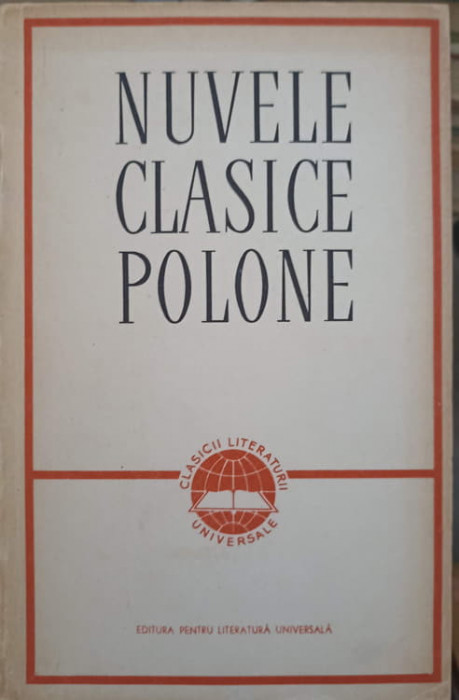 NUVELE
CLASICE
POLONE
CLASICII LITERATURII
UNIVERSALE
EDITURA PENTRU LITERATURĂ UNIVERSALĂ